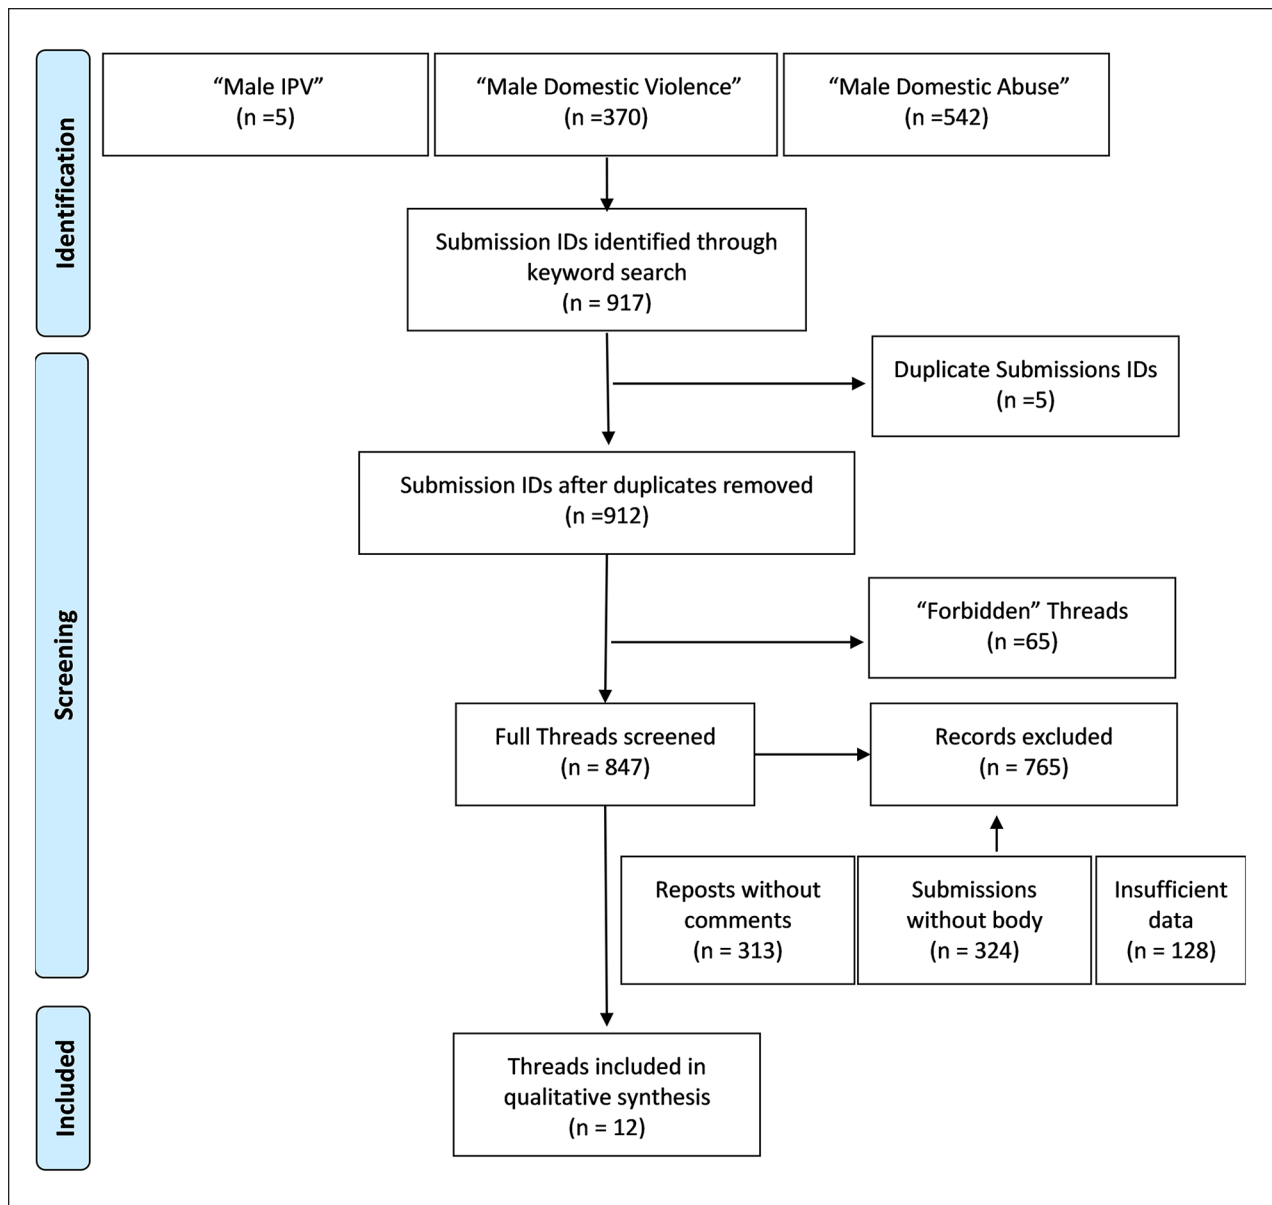 Identification
“Male IPV”
(n =5)
“Male Domestic Violence”
(n =370)
“Male Domestic Abuse”
(n =542)
Submission IDs identified through
keyword search
(n = 917)
Screening
Duplicate Submissions IDs
(n =5)
Submission IDs after duplicates removed
(n =912)
“Forbidden” Threads
(n =65)
Full Threads screened
(n = 847)
Records excluded
(n = 765)
Reposts without
comments
(n = 313)
Submissions
without body
(n = 324)
Insufficient
data
(n = 128)
Included
Threads included in
qualitative synthesis
(n = 12)